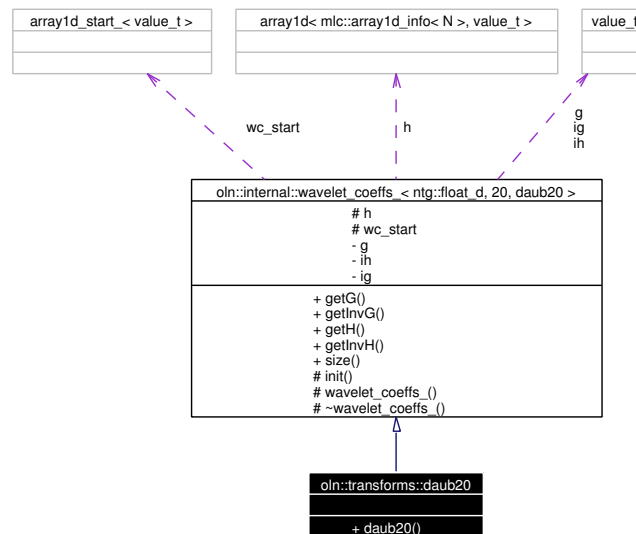 array1d_start_< value_t >
array1d< mlc::array1d_info< N >, value_t >
value_t
wc_start
h
g
ig
ih
oln::internal::wavelet_coeffs_< ntg::float_d, 20, daub20 >
# h
# wc_start
- g
- ih
- ig
+ getG()
+ getInvG()
+ getH()
+ getInvH()
+ size()
# init()
# wavelet_coeffs_()
# ~wavelet_coeffs_()
oln::transforms::daub20
+ daub20()